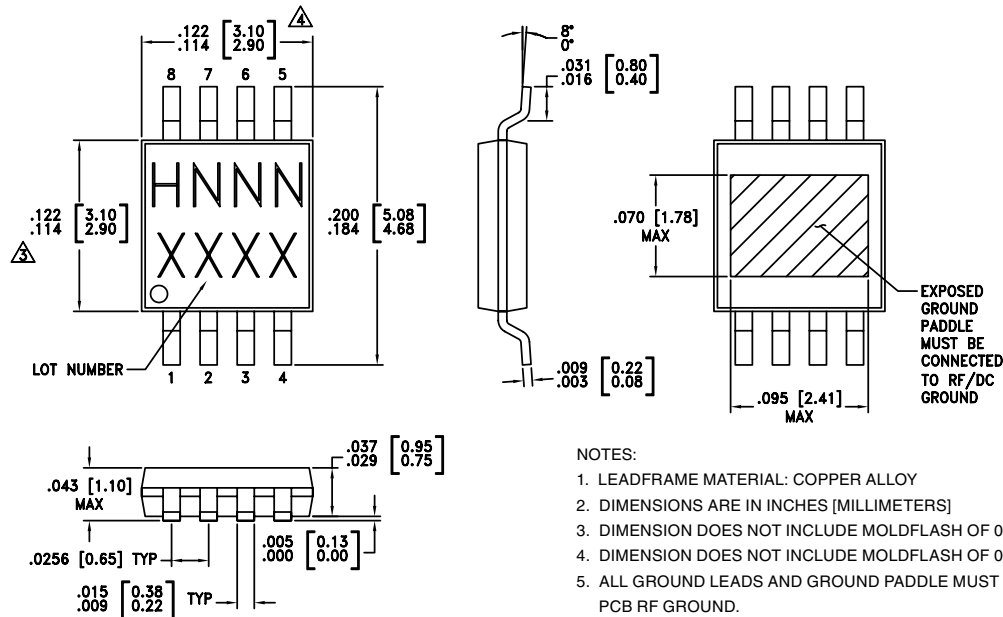 4
.122 [3.10]
.114 [2.90]
8 7 6 5
HNNN
XXXX
.122 [3.10]
.114 [2.90]
3
.200 [5.08]
.184 [4.68]
LOT NUMBER
1 2 3 4
8°
0°
.031 [0.80]
.016 [0.40]
.009 [0.22]
.003 [0.08]
.070 [1.78]
MAX
.095 [2.41]
MAX
EXPOSED
GROUND
PADDLE
MUST BE
CONNECTED
TO RF/DC
GROUND
.037 [0.95]
.029 [0.75]
.043 [1.10]
MAX
.0256 [0.65] TYP
.005 [0.13]
.000 [0.00]
.015 [0.38]
.009 [0.22] TYP
NOTES:
1. LEADFRAME MATERIAL: COPPER ALLOY
2. DIMENSIONS ARE IN INCHES [MILLIMETERS]
3. DIMENSION DOES NOT INCLUDE MOLDFLASH OF 0
4. DIMENSION DOES NOT INCLUDE MOLDFLASH OF 0
5. ALL GROUND LEADS AND GROUND PADDLE MUST
PCB RF GROUND.